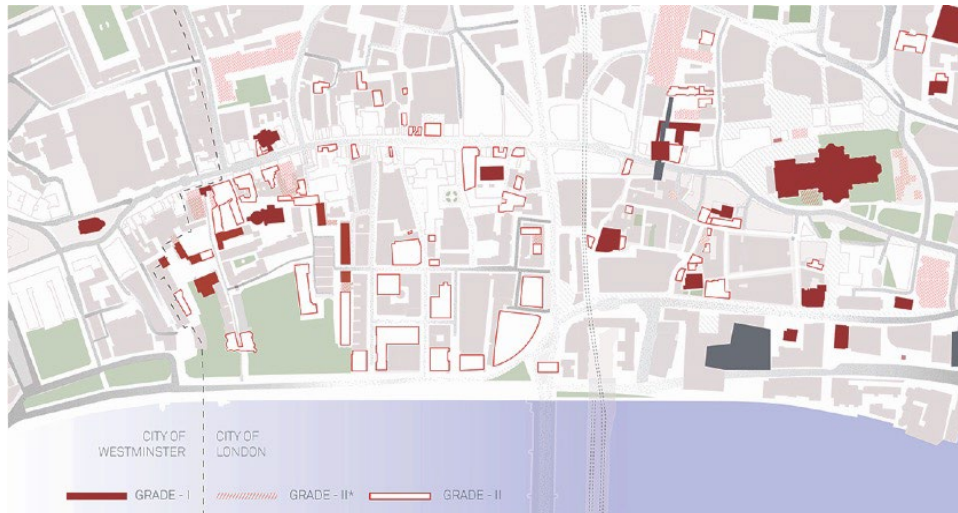 CITY OF
WESTMINSTER
CITY OF
LONDON
GRADE - I
GRADE - II*
GRADE - II